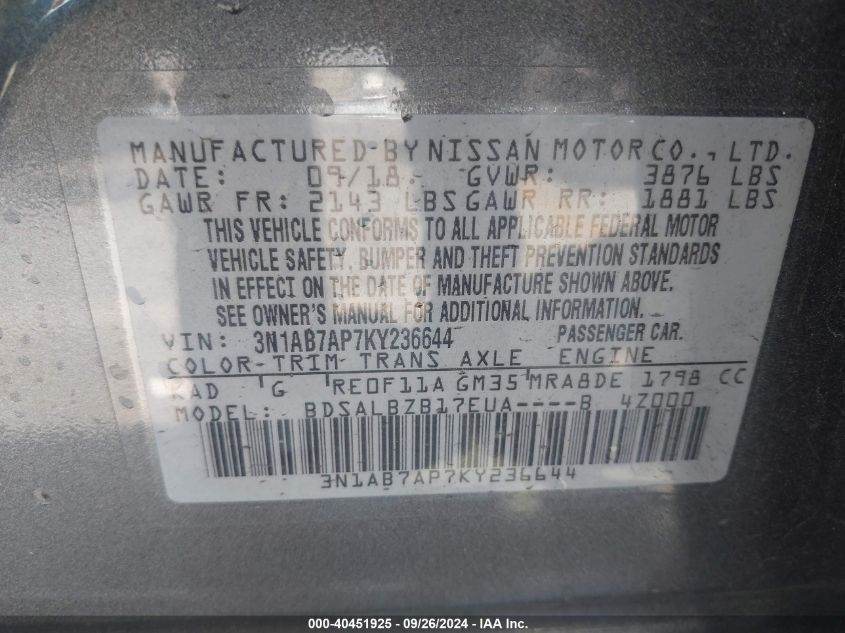 MANUFACTURED BY NISSAN MOTOR CO., LTD.
DATE: 09/18 GVWR: 3876 LBS
GAWR FR: 2143 LBS GAWR RR: 1881 LBS
THIS VEHICLE CONFORMS TO ALL APPLICABLE FEDERAL MOTOR
VEHICLE SAFETY, BUMPER AND THEFT PREVENTION STANDARDS
IN EFFECT ON THE DATE OF MANUFACTURE SHOWN ABOVE.
SEE OWNER'S MANUAL FOR ADDITIONAL INFORMATION.
VIN: 3N1AB7AP7KY236644 PASSENGER CAR.
COLOR-TRIM TRANS AXLE ENGINE
KAD G RE0F11A GM35 MRA8DE 1798 CC
MODEL: BDSALBZB17EUA----B 4Z000
3N1AB7AP7KY236644
000-40451925 - 09/26/2024 - IAA Inc.